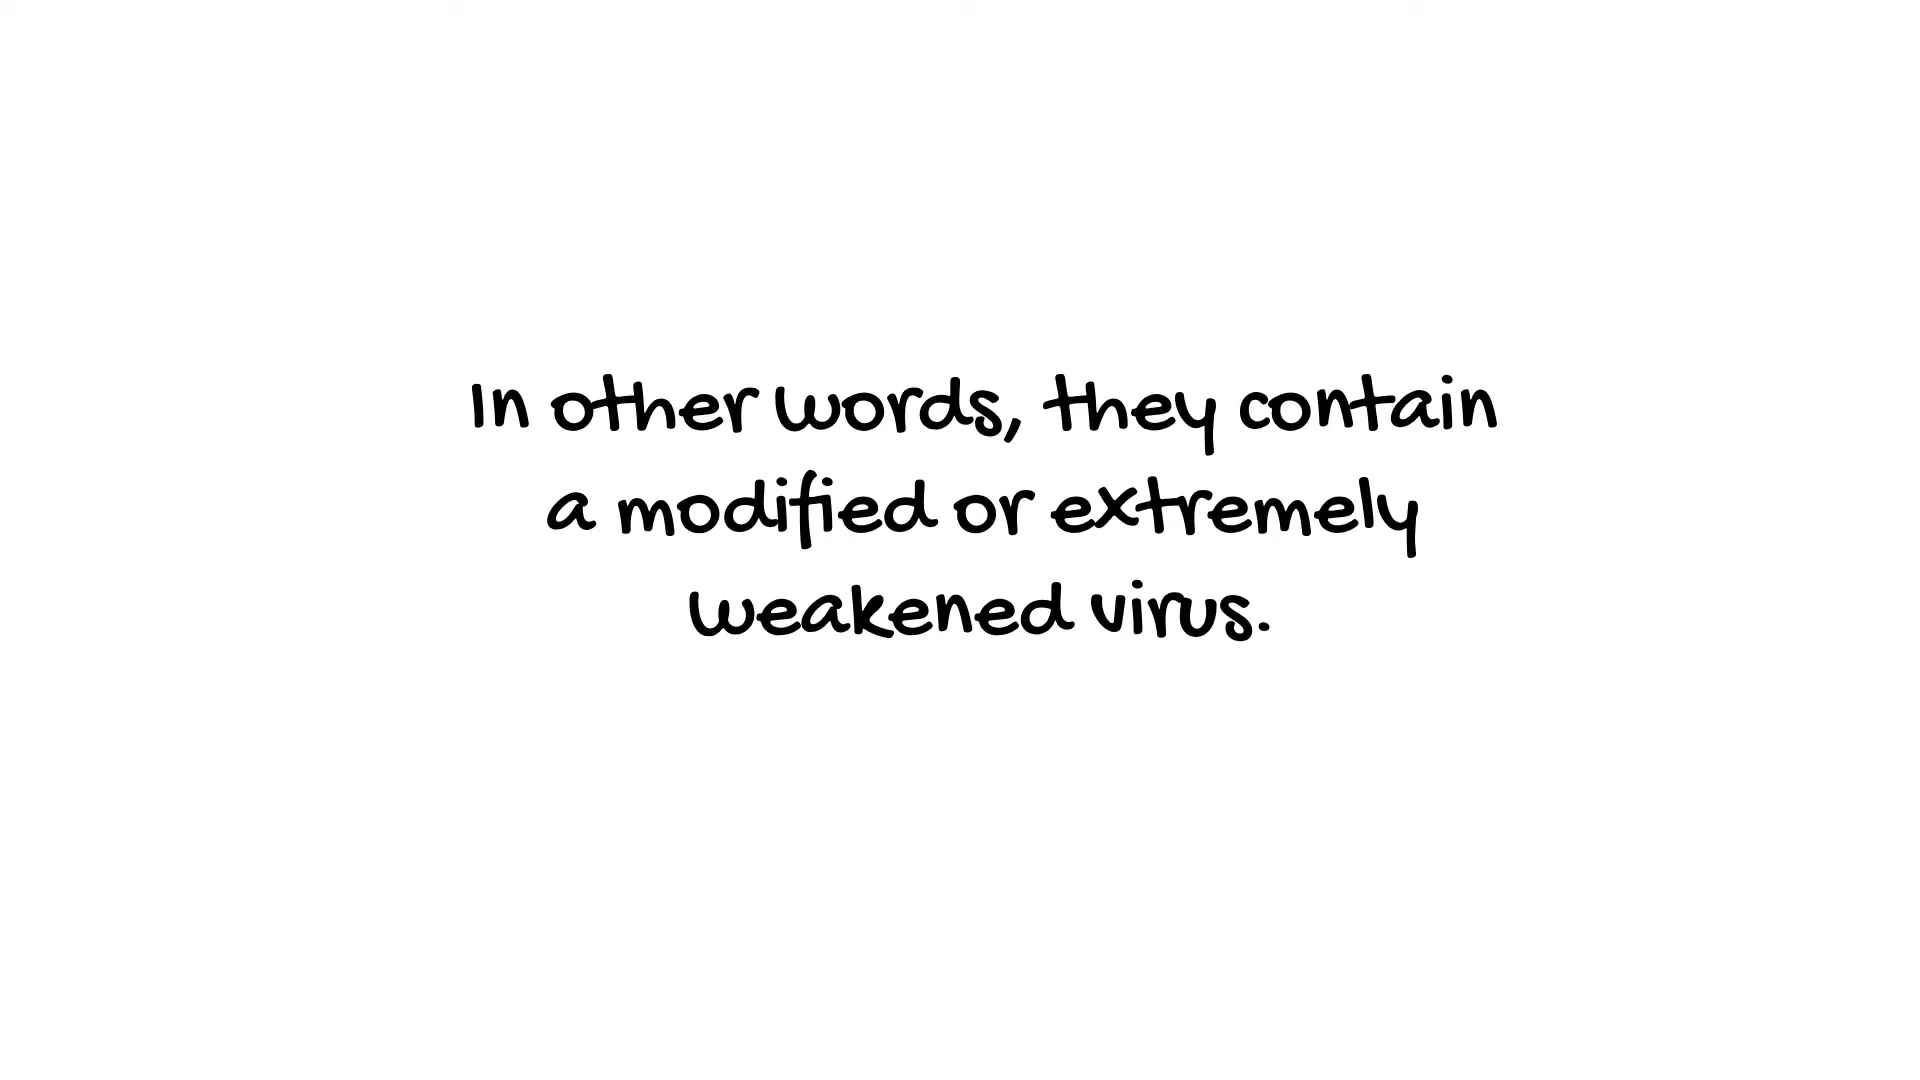 In other words, they contain
a modified or extremely
weakened virus.